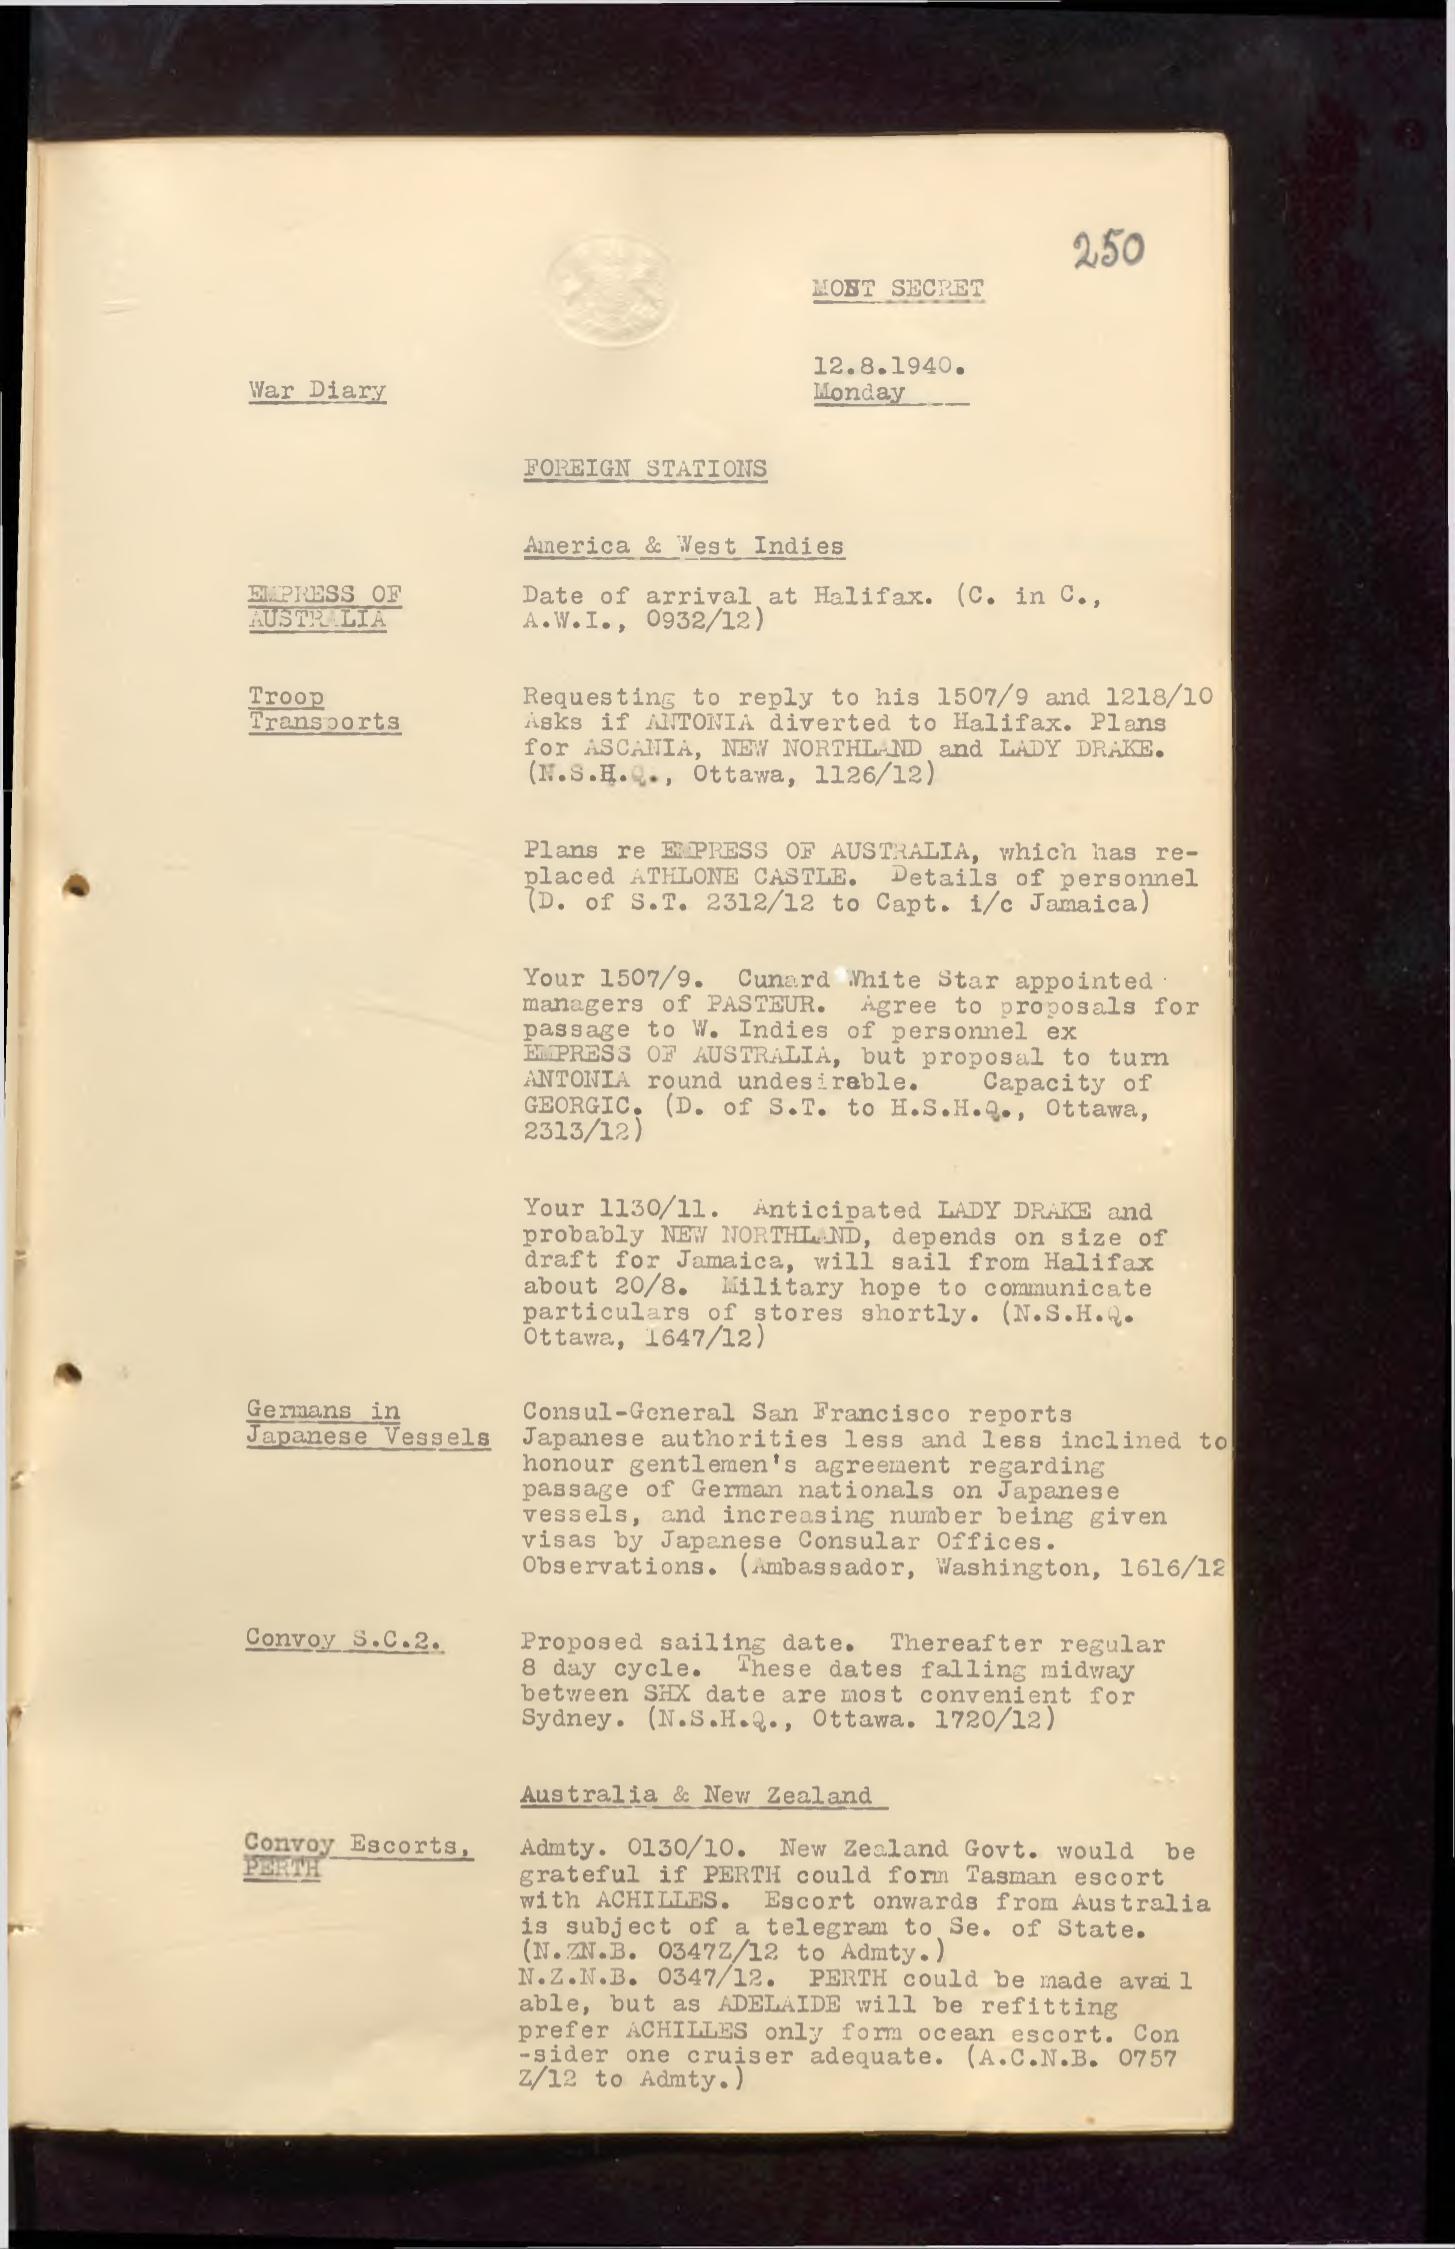 250
MOST SECRET
12.8.1940.
War Diary
Monday
FOREIGN STATIONS
America & West Indies
EMPRESS OF
AUSTRALIA
Date of arrival at Halifax. (C. in C.,
A.W.I., 0932/12)
Troop
Transports
Requesting to reply to his 1507/9 and 1218/10
Asks if ANTONIA diverted to Halifax. Plans
for ASCANIA, NEW NORTHLAND and LADY DRAKE.
(N.S.H.Q., Ottawa, 1126/12)
Plans re EMPRESS OF AUSTRALIA, which has re-
placed ATHLONE CASTLE. Details of personnel
(D. of S.T. 2312/12 to Capt. i/c Jamaica)
Your 1507/9. Cunard White Star appointed
managers of PASTEUR. Agree to proposals for
passage to W. Indies of personnel ex
EMPRESS OF AUSTRALIA, but proposal to turn
ANTONIA round undesirable. Capacity of
GEORGIC. (D. of S.T. to H.S.H.Q., Ottawa,
2313/12)
Your 1130/11. Anticipated LADY DRAKE and
probably NEW NORTHLAND, depends on size of
draft for Jamaica, will sail from Halifax
about 20/8. Military hope to communicate
particulars of stores shortly. (N.S.H.Q.
Ottawa, 1647/12)
Germans in
Japanese Vessels
Consul-General San Francisco reports
Japanese authorities less and less inclined to
honour gentlemen's agreement regarding
passage of German nationals on Japanese
vessels, and increasing number being given
visas by Japanese Consular Offices.
Observations. (Ambassador, Washington, 1616/12
Convoy S.C.2.
Proposed sailing date. Thereafter regular
8 day cycle. These dates falling midway
between SHX date are most convenient for
Sydney. (N.S.H.Q., Ottawa. 1720/12)
Australia & New Zealand
Convoy Escorts,
PERTH
Admty. 0130/10. New Zealand Govt. would be
grateful if PERTH could form Tasman escort
with ACHILLES. Escort onwards from Australia
is subject of a telegram to Se. of State.
(N.ZN.B. 0347Z/12 to Admty.)
N.Z.N.B. 0347/12. PERTH could be made avail
able, but as ADELAIDE will be refitting
prefer ACHILLES only form ocean escort. Con
-sider one cruiser adequate. (A.C.N.B. 0757
Z/12 to Admty.)